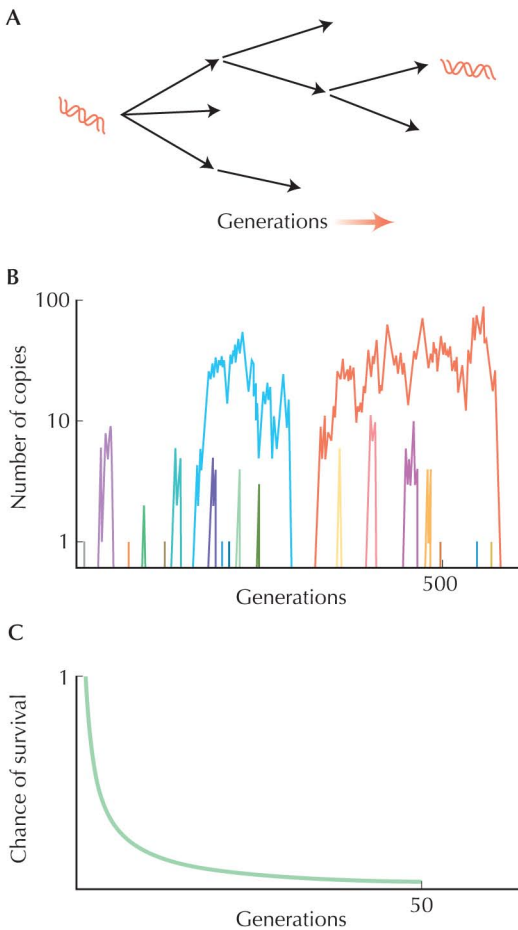 A
Generations
B
100
10
1
Number of copies
500
Generations
C
1
Chance of survival
50
Generations